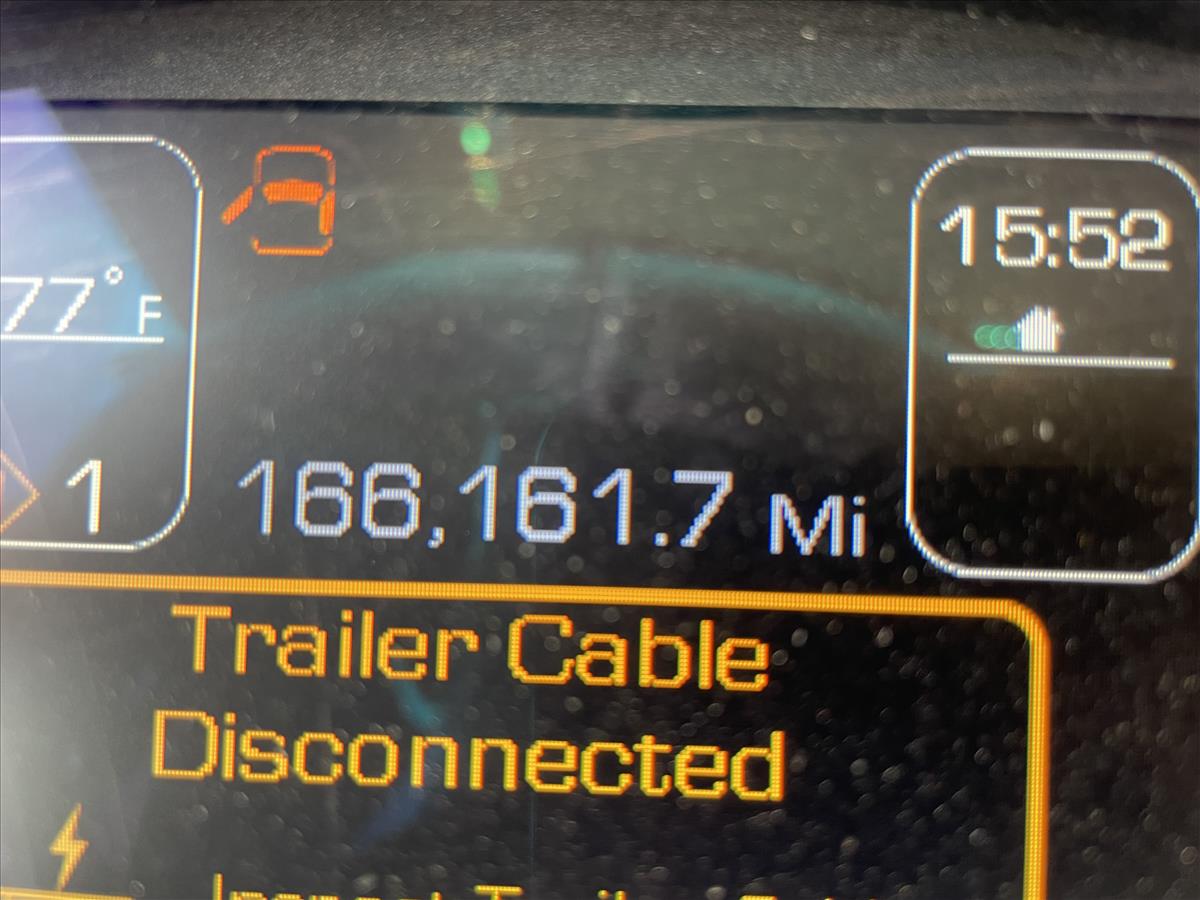 77° F
15:52
1
166,161.7 Mi
Trailer Cable
Disconnected